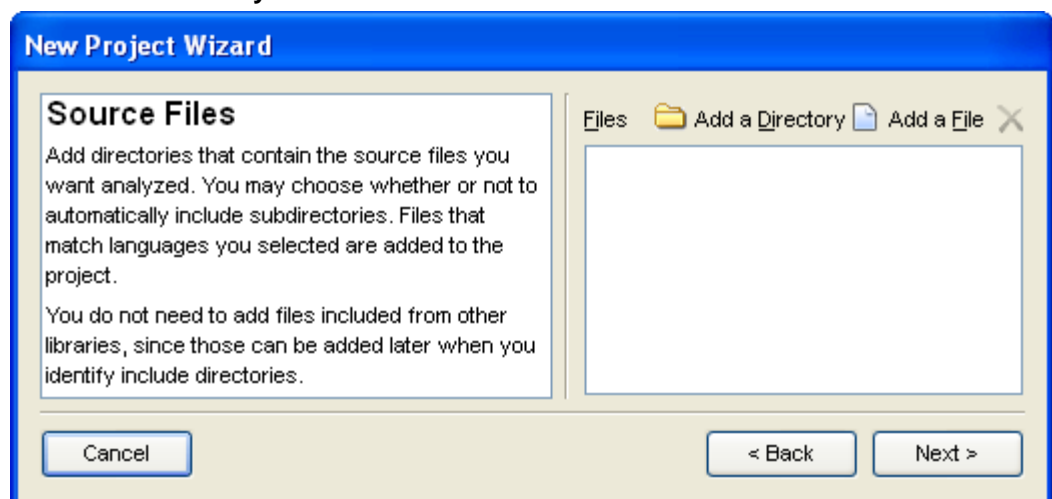 New Project Wizard
Source Files
Add directories that contain the source files you
want analyzed. You may choose whether or not to
automatically include subdirectories. Files that
match languages you selected are added to the
project.
You do not need to add files included from other
libraries, since those can be added later when you
identify include directories.
Files Add a Directory Add a File
Cancel
< Back Next >